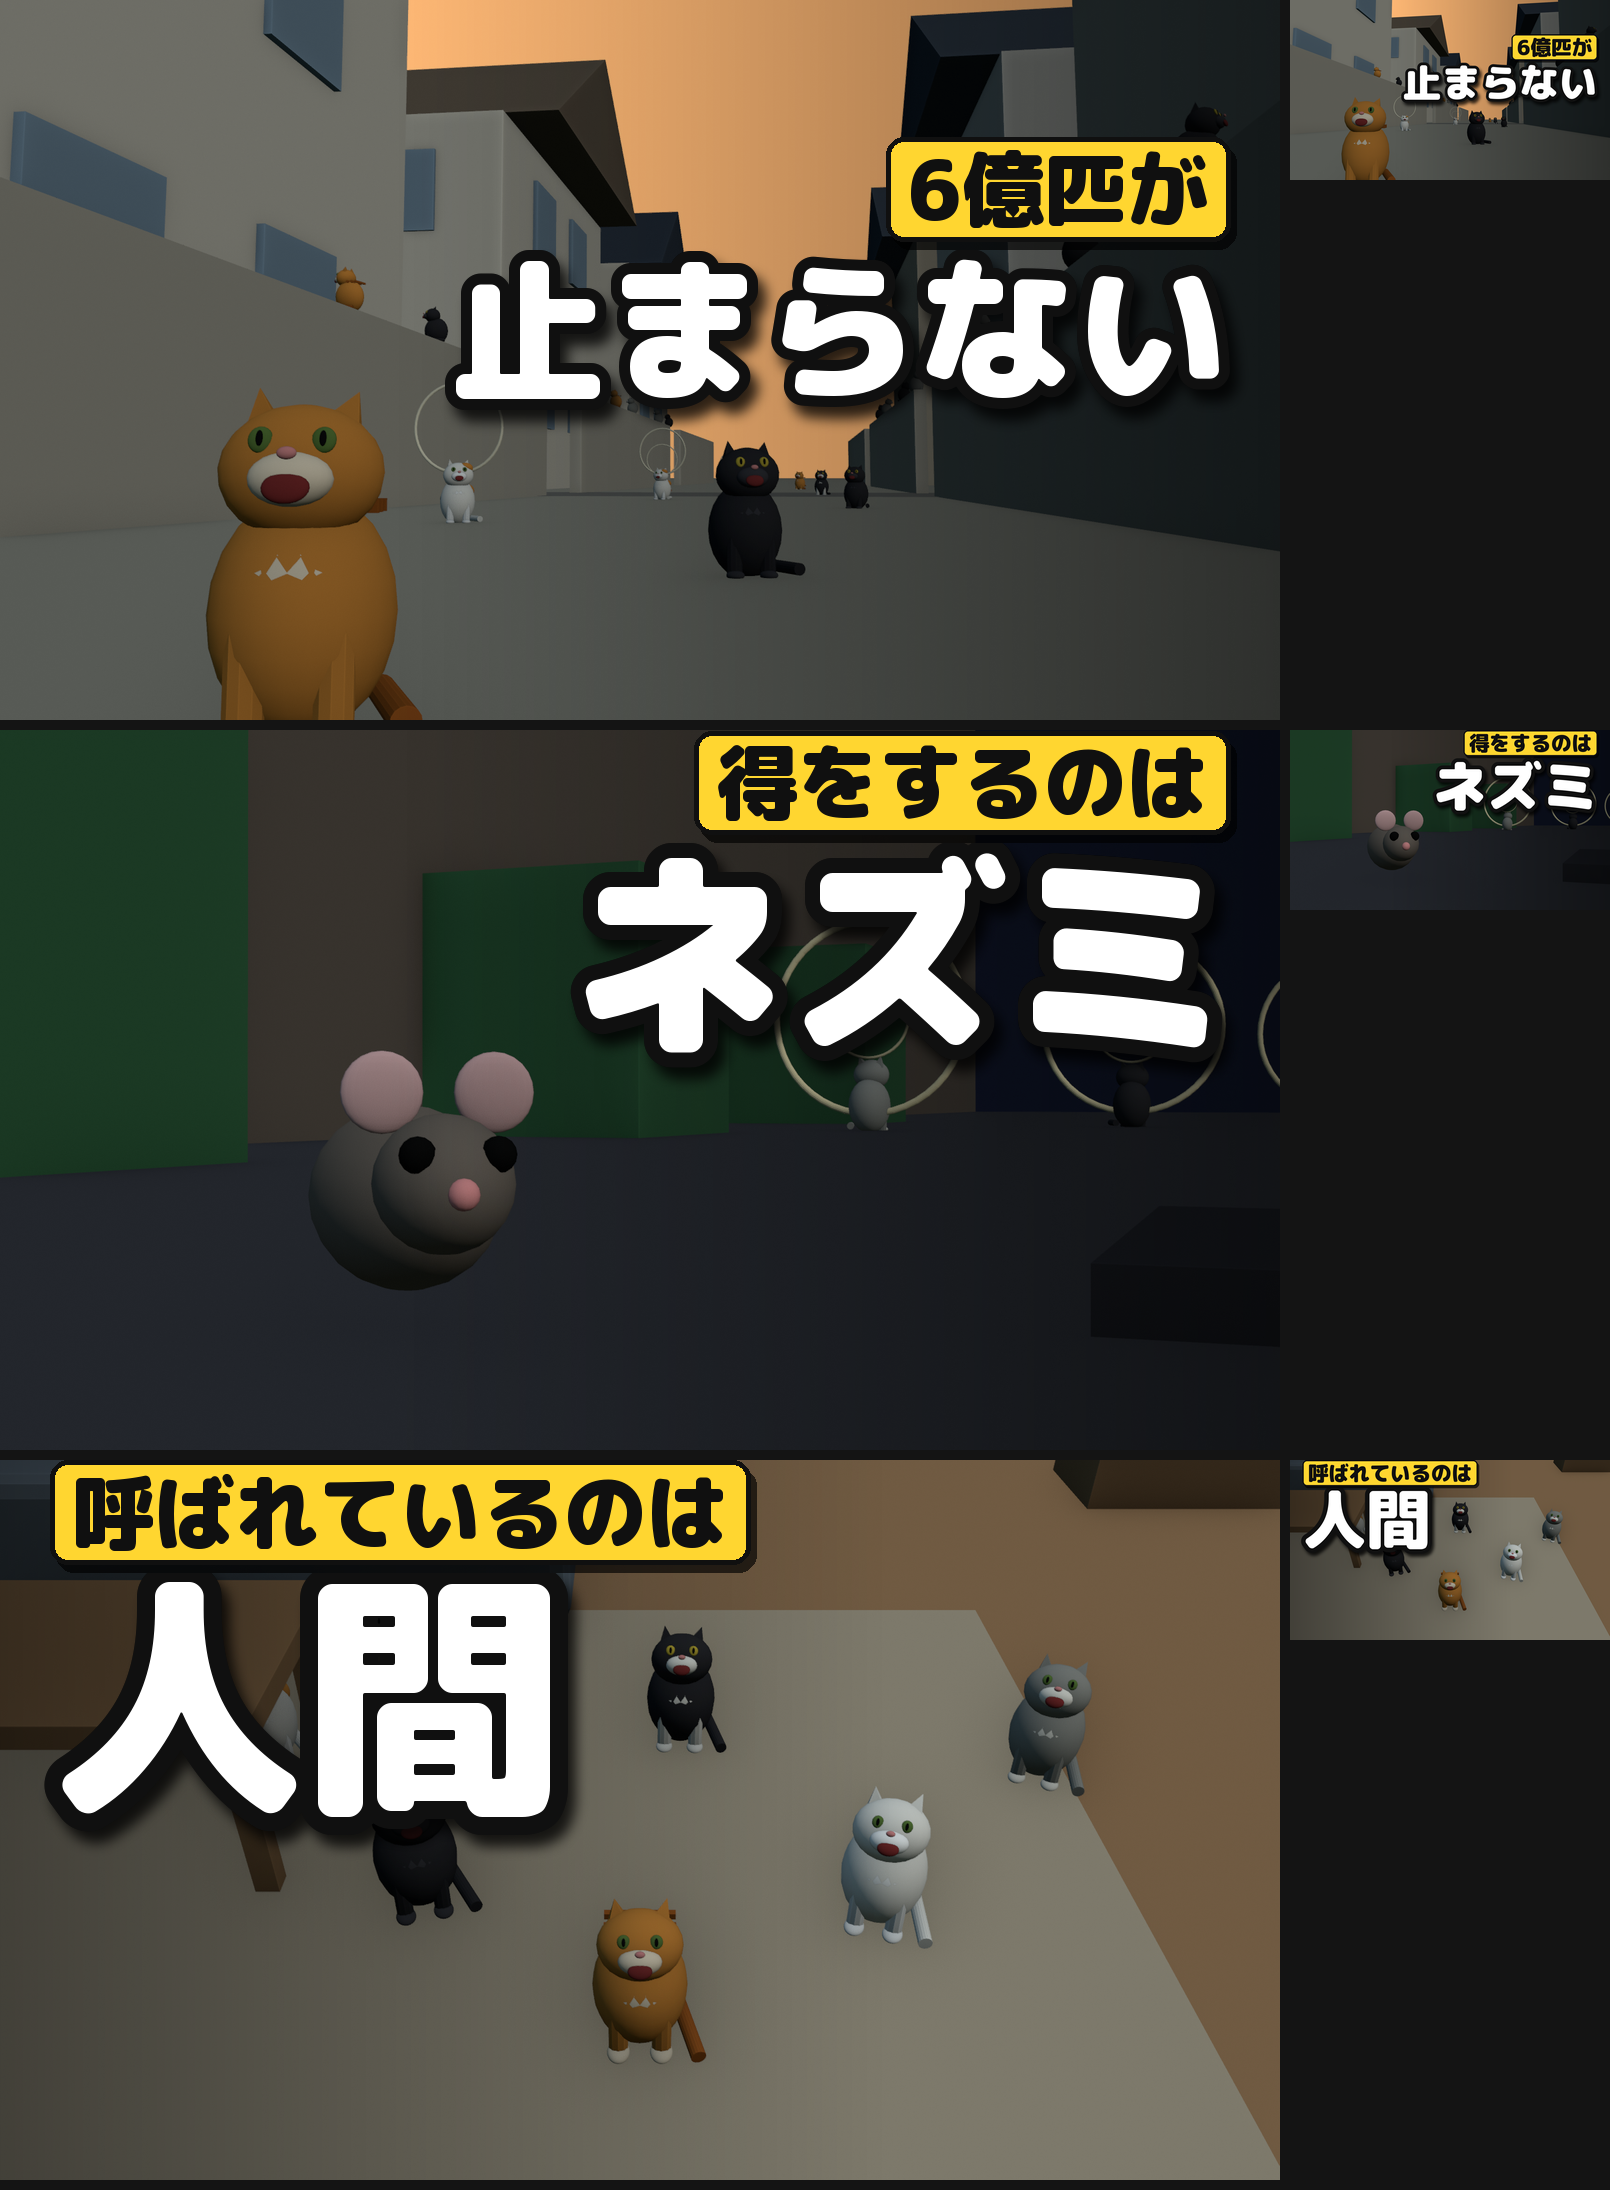 6億匹が
止まらない
6億匹が
止まらない
得をするのは
ネズミ
得をするのは
ネズミ
呼ばれているのは
人間
呼ばれているのは
人間